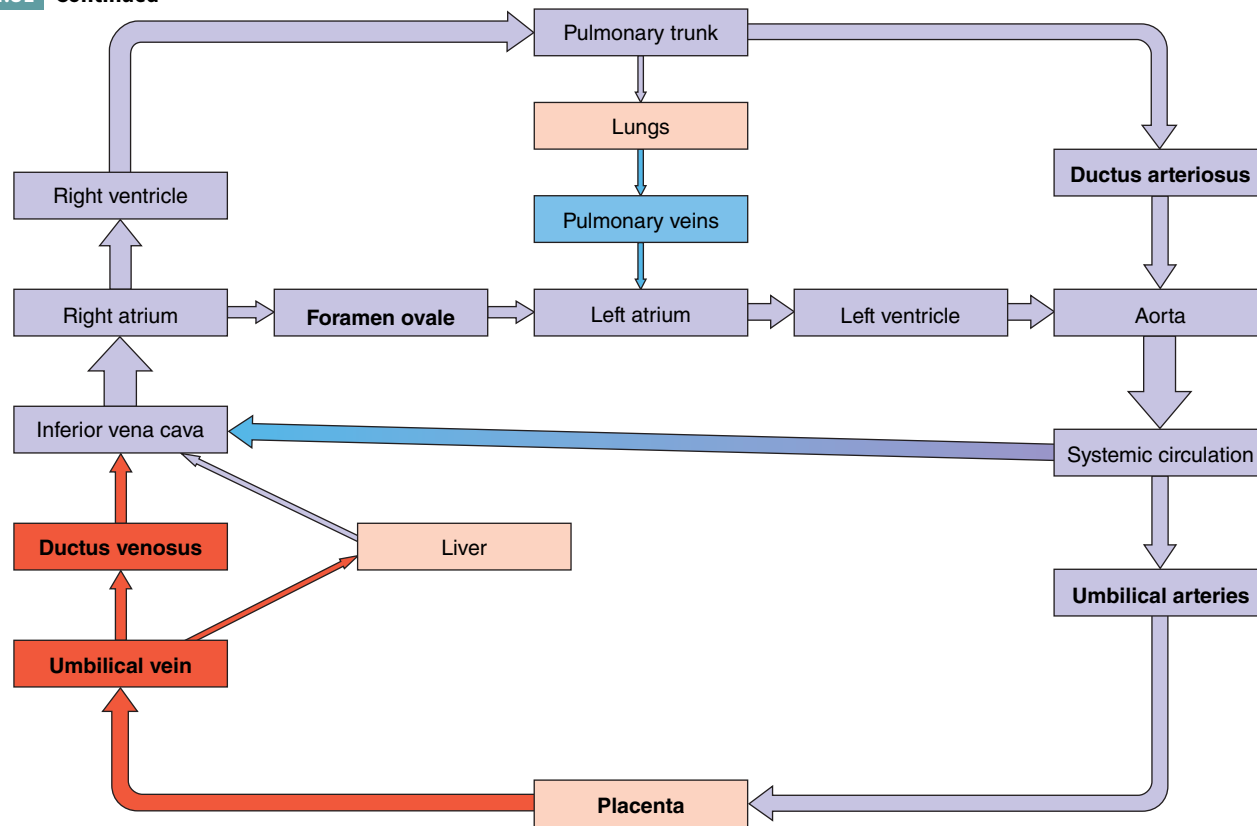 Continued
Pulmonary trunk
Lungs
Ductus arteriosus
Right ventricle
Pulmonary veins
Right atrium
Foramen ovale
Left atrium
Left ventricle
Aorta
Inferior vena cava
Systemic circulation
Ductus venosus
Liver
Umbilical arteries
Umbilical vein
Placenta